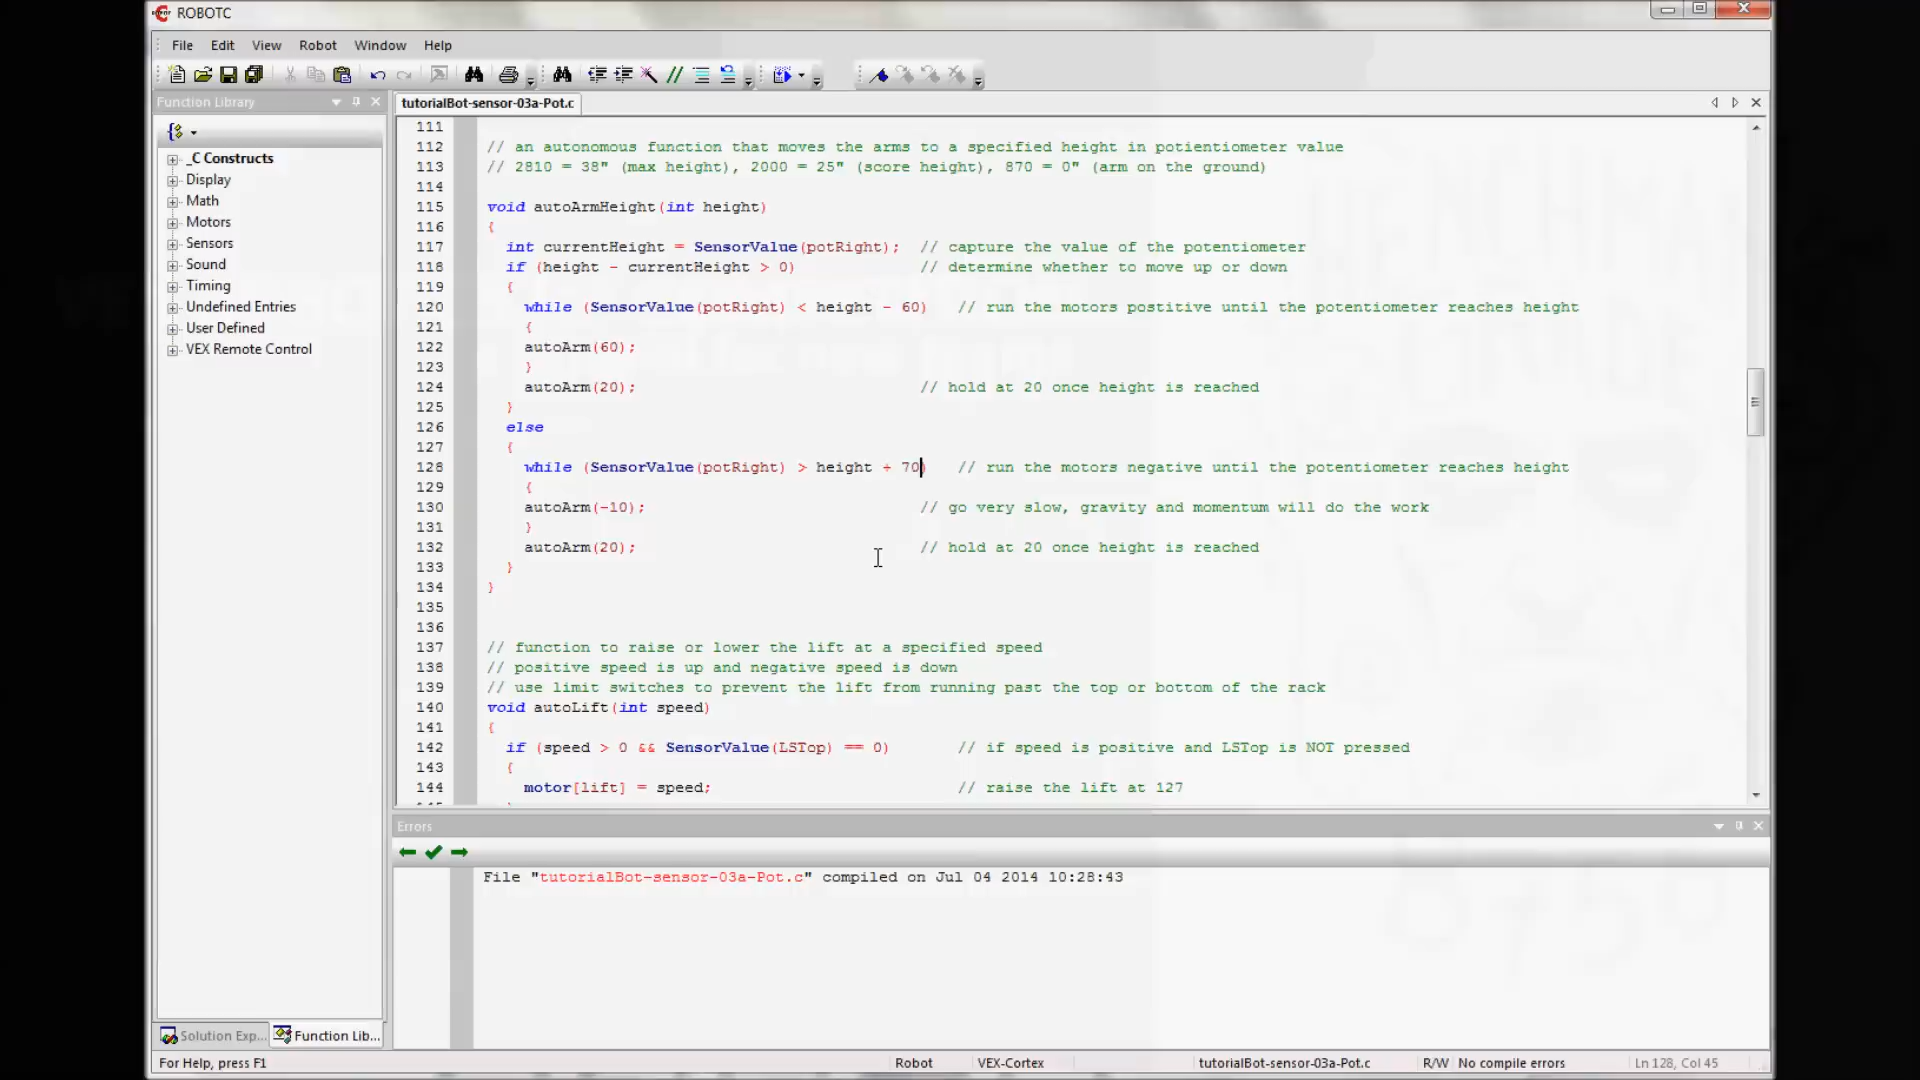 ROBOTC
File Edit View Robot Window Help
Function Library
tutorialBot-sensor-03a-Pot.c
_C Constructs
Display
Math
Motors
Sensors
Sound
Timing
Undefined Entries
User Defined
VEX Remote Control
111
112 // an autonomous function that moves the arms to a specified height in potientiometer value
113 // 2810 = 38" (max height), 2000 = 25" (score height), 870 = 0" (arm on the ground)
114
115 void autoArmHeight(int height)
116 {
117 int currentHeight = SensorValue(potRight); // capture the value of the potentiometer
118 if (height - currentHeight > 0) // determine whether to move up or down
119 {
120 while (SensorValue(potRight) < height - 60) // run the motors postitive until the potentiometer reaches height
121 {
122 autoArm(60);
123 }
124 autoArm(20); // hold at 20 once height is reached
125 }
126 else
127 {
128 while (SensorValue(potRight) > height + 70) // run the motors negative until the potentiometer reaches height
129 {
130 autoArm(-10); // go very slow, gravity and momentum will do the work
131 }
132 autoArm(20); // hold at 20 once height is reached
133 }
134 }
135
136
137 // function to raise or lower the lift at a specified speed
138 // positive speed is up and negative speed is down
139 // use limit switches to prevent the lift from running past the top or bottom of the rack
140 void autoLift(int speed)
141 {
142 if (speed > 0 && SensorValue(LSTop) == 0) // if speed is positive and LSTop is NOT pressed
143 {
144 motor[lift] = speed; // raise the lift at 127
Errors
File "tutorialBot-sensor-03a-Pot.c" compiled on Jul 04 2014 10:28:43
Solution Exp... Function Lib...
For Help, press F1 Robot VEX-Cortex tutorialBot-sensor-03a-Pot.c R/W No compile errors Ln 128, Col 45